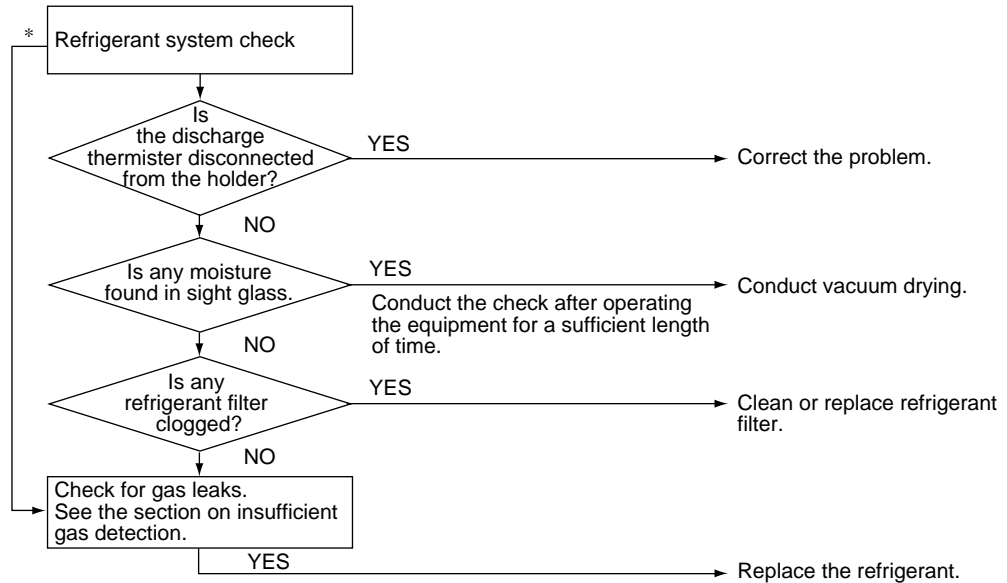 *
Refrigerant system check
Is
the discharge
thermister disconnected
from the holder?
YES
Correct the problem.
NO
Is any moisture
found in sight glass.
YES
Conduct the check after operating
the equipment for a sufficient length
of time.
Conduct vacuum drying.
NO
Is any
refrigerant filter
clogged?
YES
Clean or replace refrigerant
filter.
NO
Check for gas leaks.
See the section on insufficient
gas detection.
YES
Replace the refrigerant.